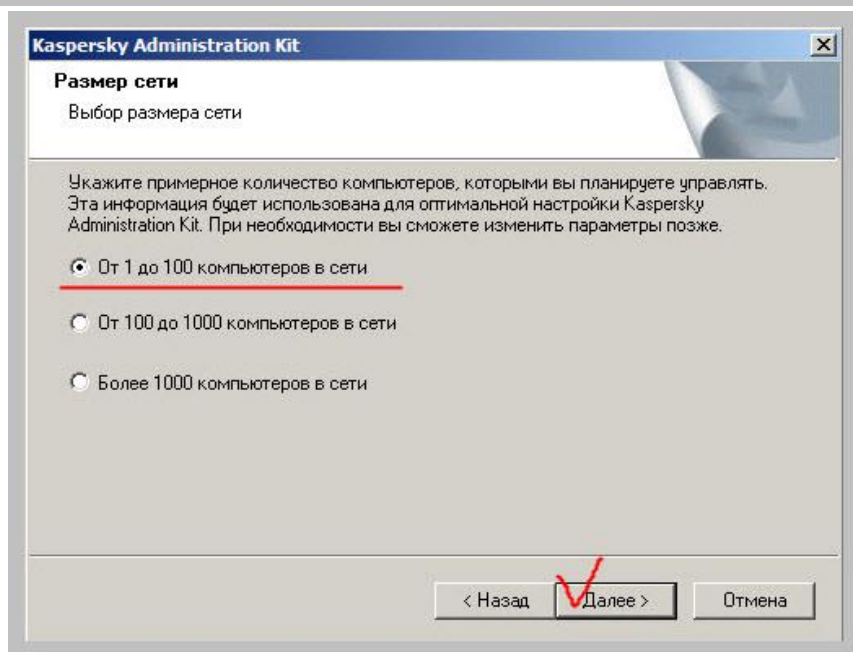 Kaspersky Administration Kit
Размер сети
Выбор размера сети
Укажите примерное количество компьютеров, которыми вы планируете управлять.
Эта информация будет использована для оптимальной настройки Kaspersky
Administration Kit. При необходимости вы сможете изменить параметры позже.
От 1 до 100 компьютеров в сети
От 100 до 1000 компьютеров в сети
Более 1000 компьютеров в сети
< Назад Далее > Отмена